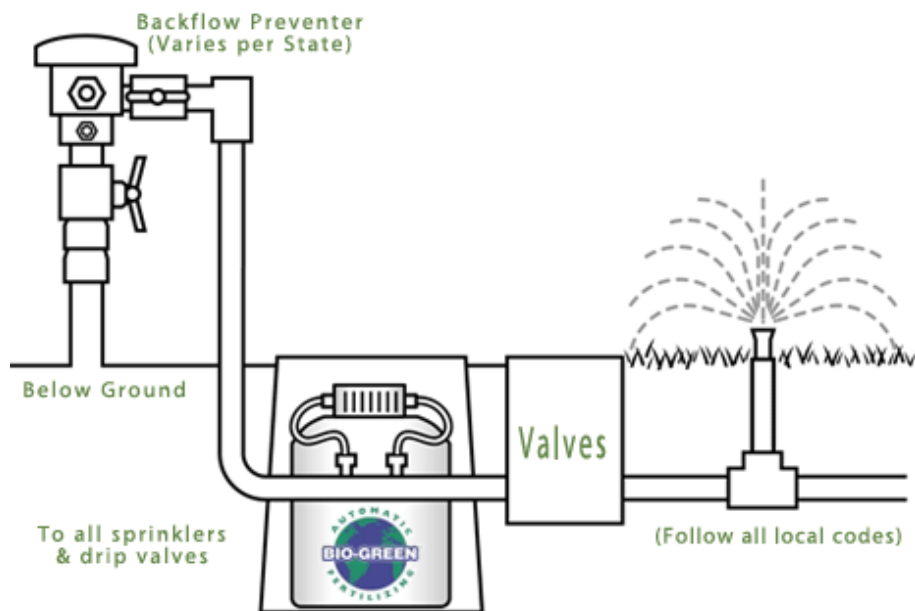 Backflow Preventer
(Varies per State)
Below Ground
Valves
To all sprinklers
& drip valves
AUTOMATIC
BIO-GREEN
FERTILIZING
(Follow all local codes)